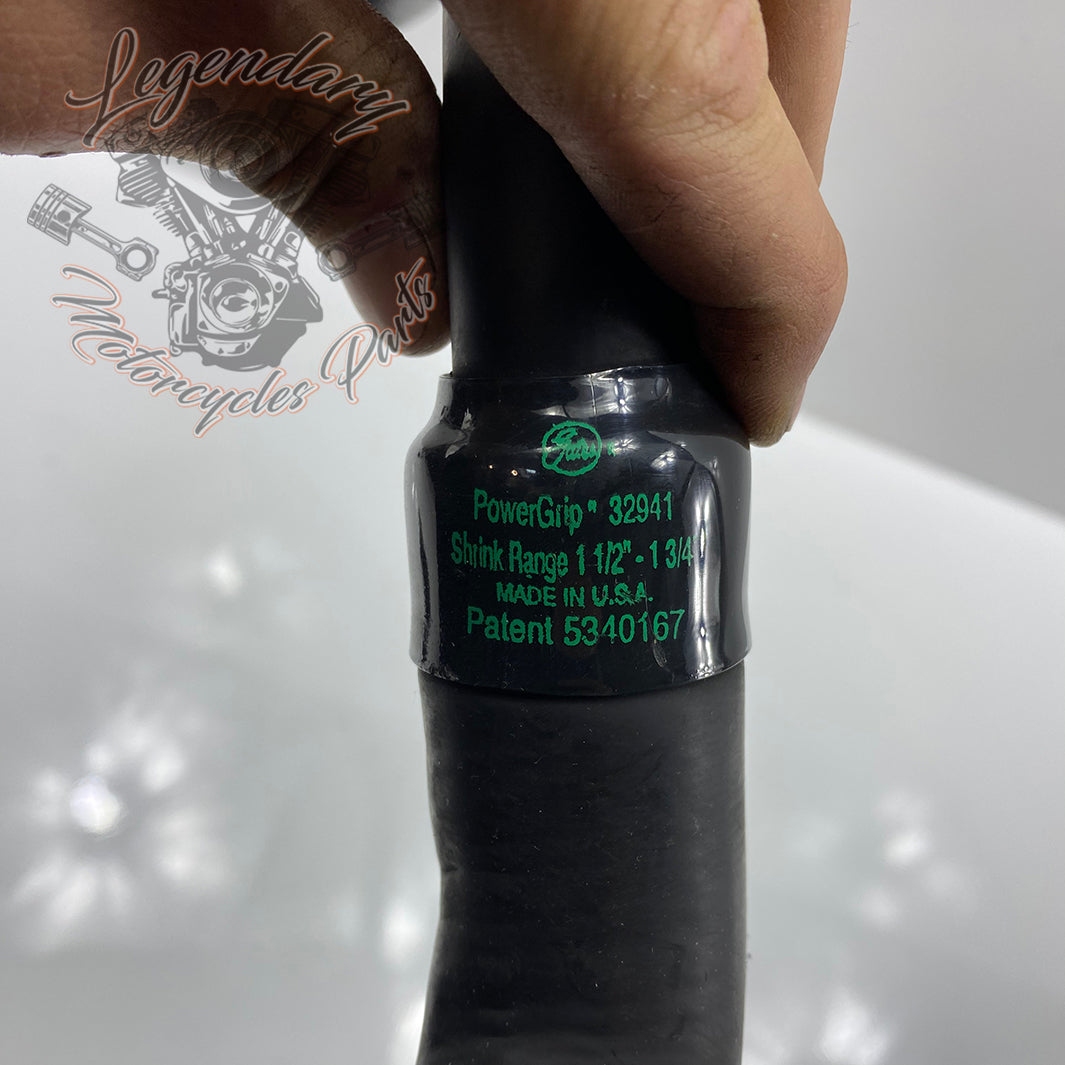 Legendary
Motorcycles Parts
Gates
PowerGrip® 32941
Shrink Range 1 1/2" - 1 3/4
MADE IN U.S.A.
Patent 5340167